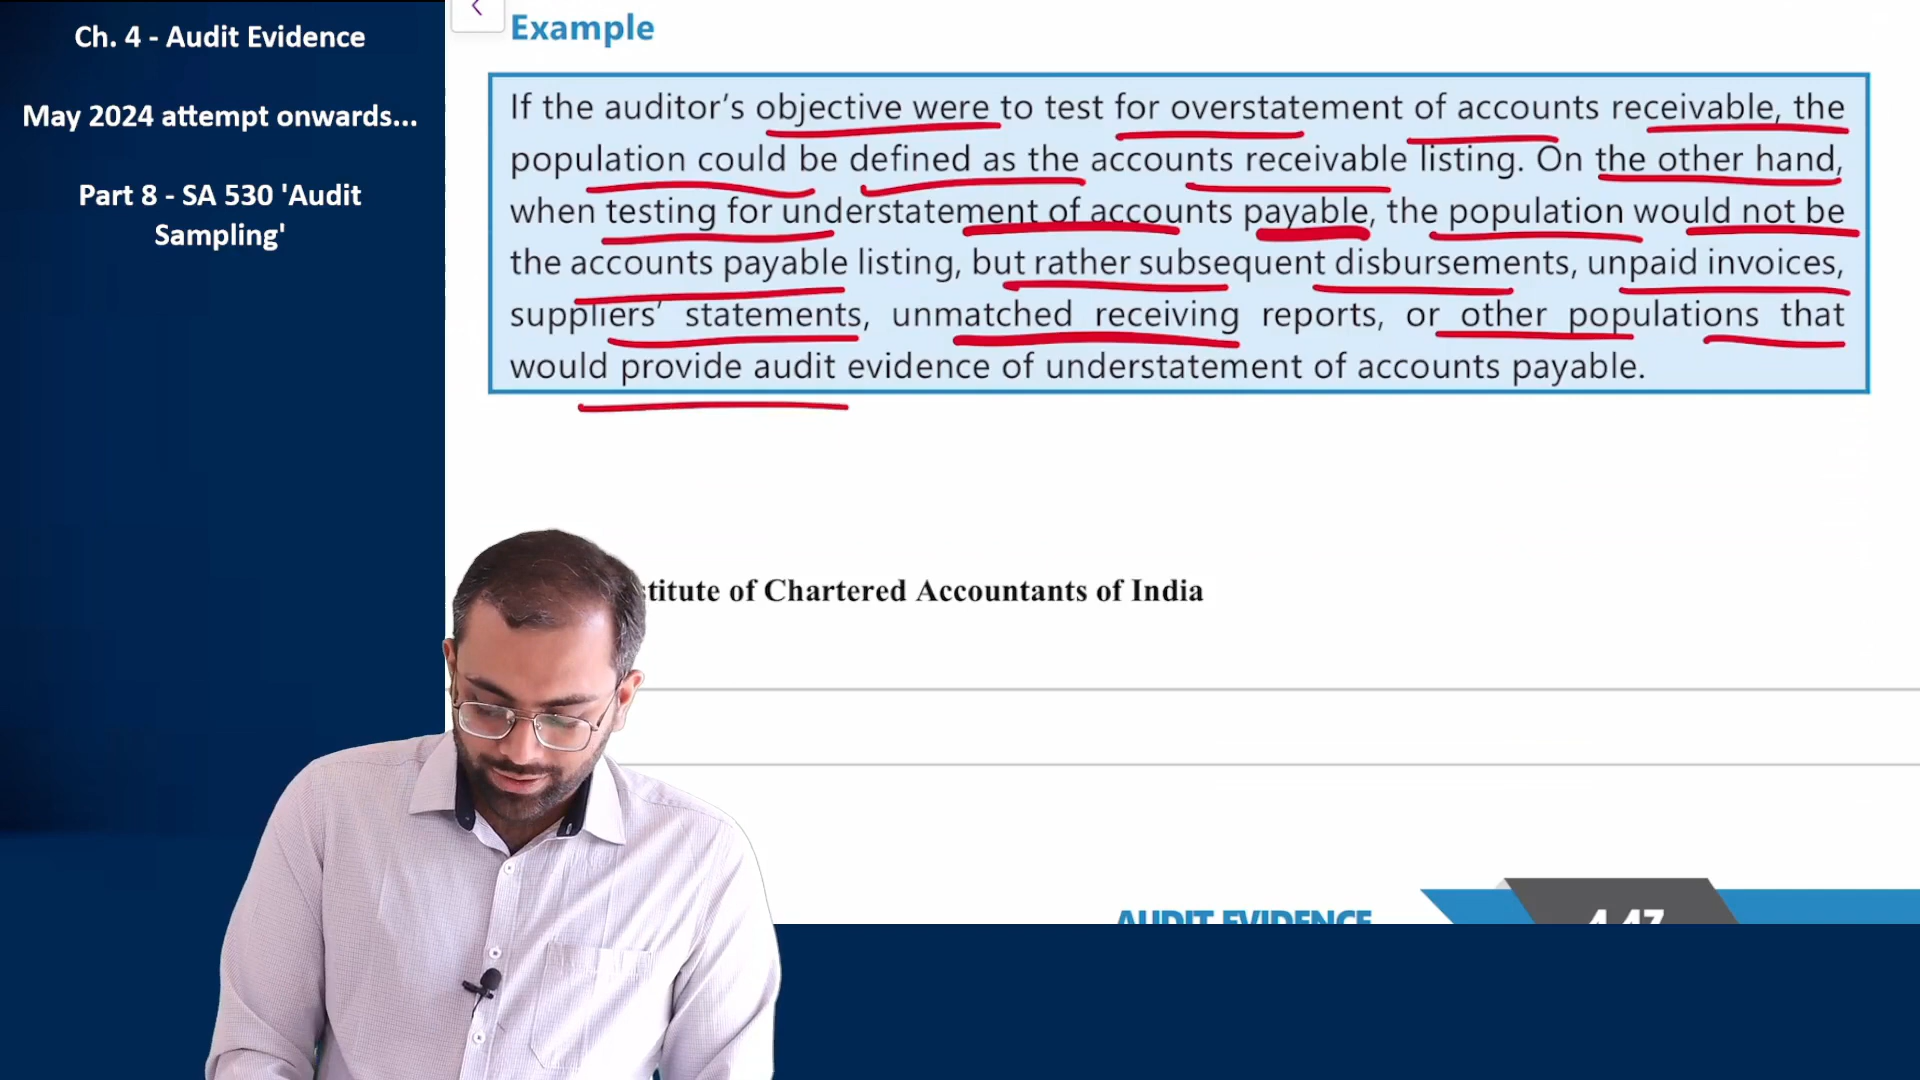 Ch. 4 - Audit Evidence
May 2024 attempt onwards...
Part 8 - SA 530 'Audit
Sampling'
Example
If the auditor's objective were to test for overstatement of accounts receivable, the
population could be defined as the accounts receivable listing. On the other hand,
when testing for understatement of accounts payable, the population would not be
the accounts payable listing, but rather subsequent disbursements, unpaid invoices,
suppliers' statements, unmatched receiving reports, or other populations that
would provide audit evidence of understatement of accounts payable.
titute of Chartered Accountants of India
AUDIT EVIDENCE
4.47